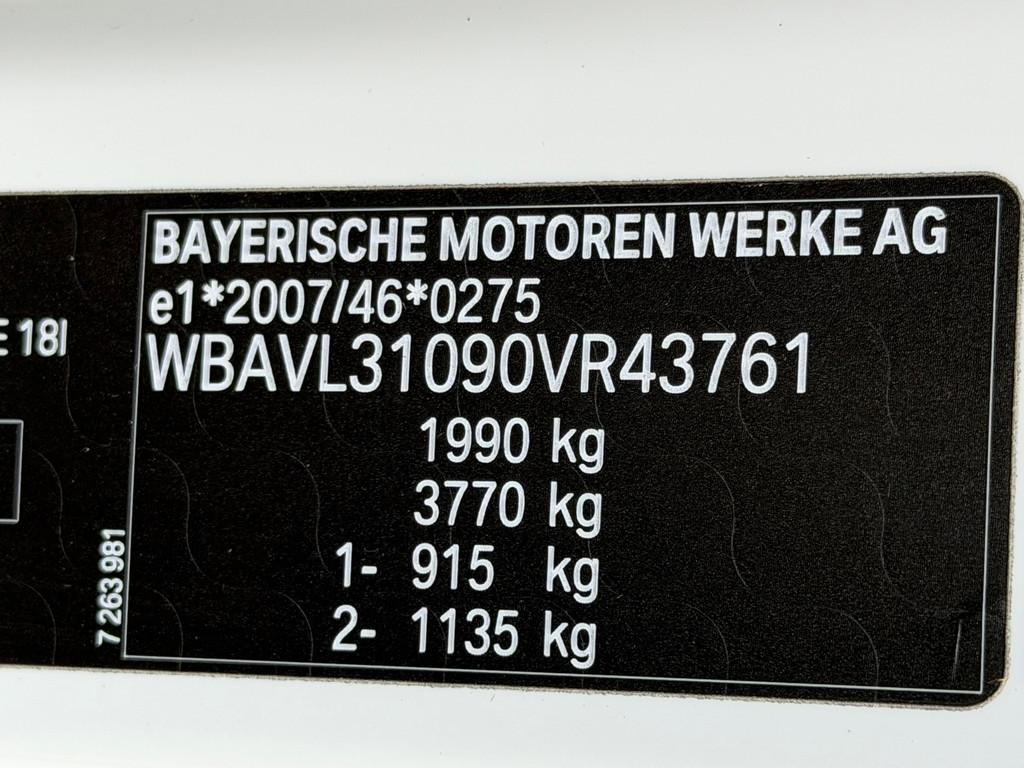 BAYERISCHE MOTOREN WERKE AG
e1*2007/46*0275
WBAVL31090VR43761
1990 kg
3770 kg
1- 915 kg
2- 1135 kg
E 18I
7 263 981